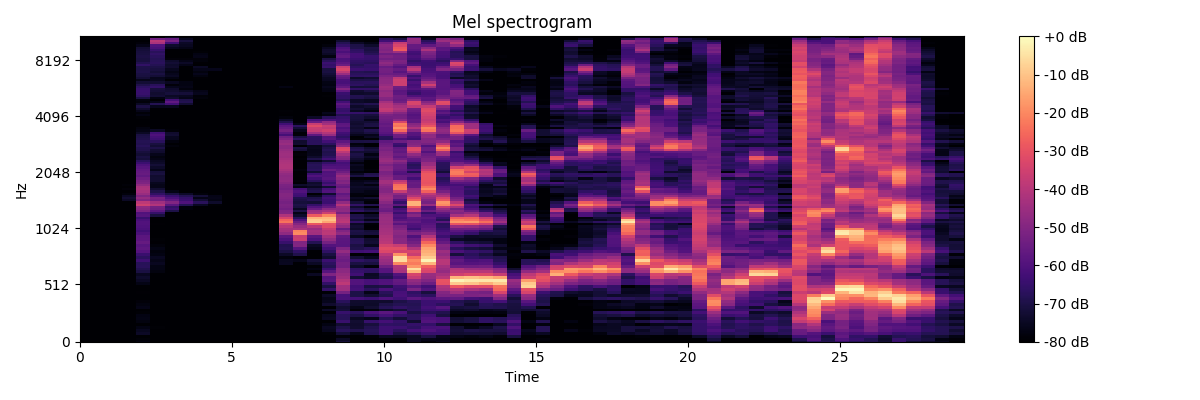 Mel spectrogram
8192
4096
2048
1024
512
0
Hz
0
5
10
15
20
25
Time
+0 dB
-10 dB
-20 dB
-30 dB
-40 dB
-50 dB
-60 dB
-70 dB
-80 dB